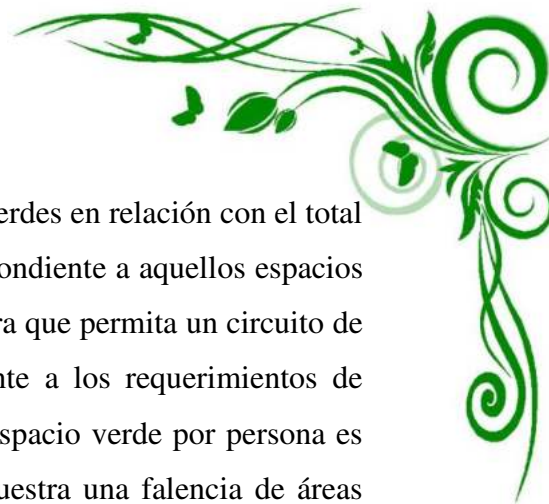 erdes en relación con el total
pondiente a aquellos espacios
ra que permita un circuito de
nte a los requerimientos de
spacio verde por persona es
uestra una falencia de áreas